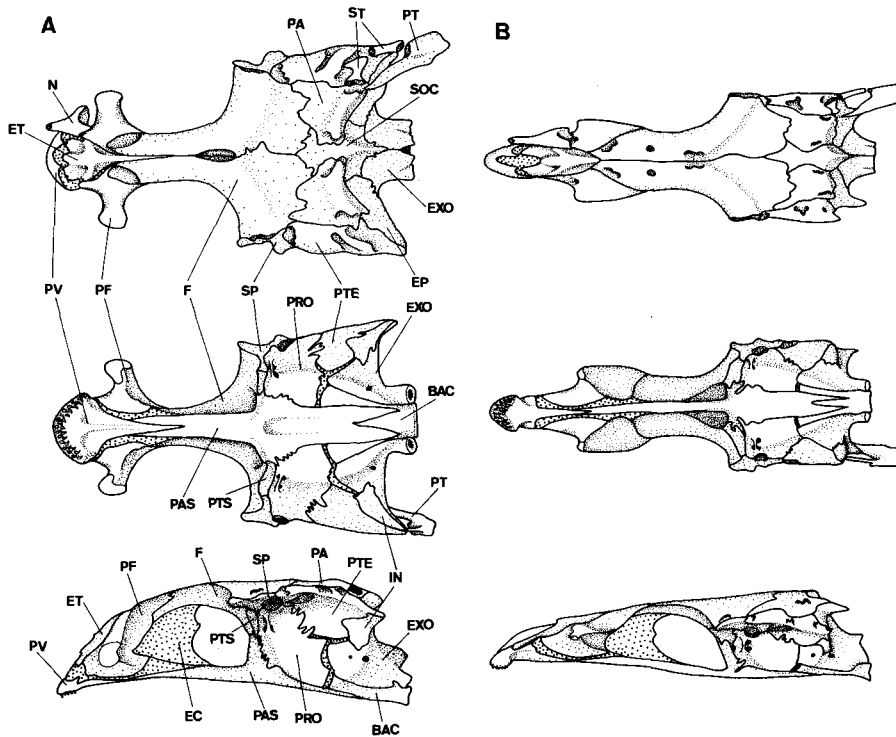 A
B
PA
ST
PT
N
SOC
ET
EXO
PV
PF
F
SP
PTE
EP
PRO
EXO
BAC
PAS
PTS
PT
IN
F
SP
PA
PTE
PF
ET
PTS
EXO
PV
EC
PAS
PRO
BAC